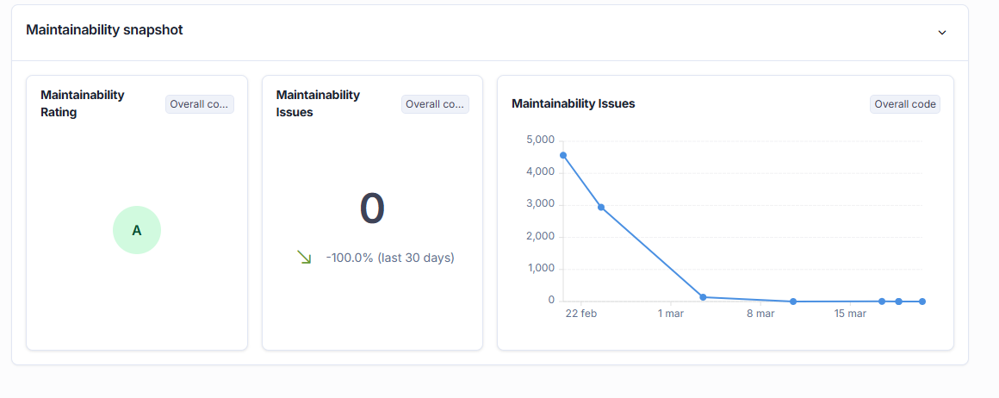 Maintainability snapshot
Maintainability
Rating
Overall co...
A
Maintainability
Issues
Overall co...
0
-100.0% (last 30 days)
Maintainability Issues
Overall code
5,000
4,000
3,000
2,000
1,000
0
22 feb
1 mar
8 mar
15 mar